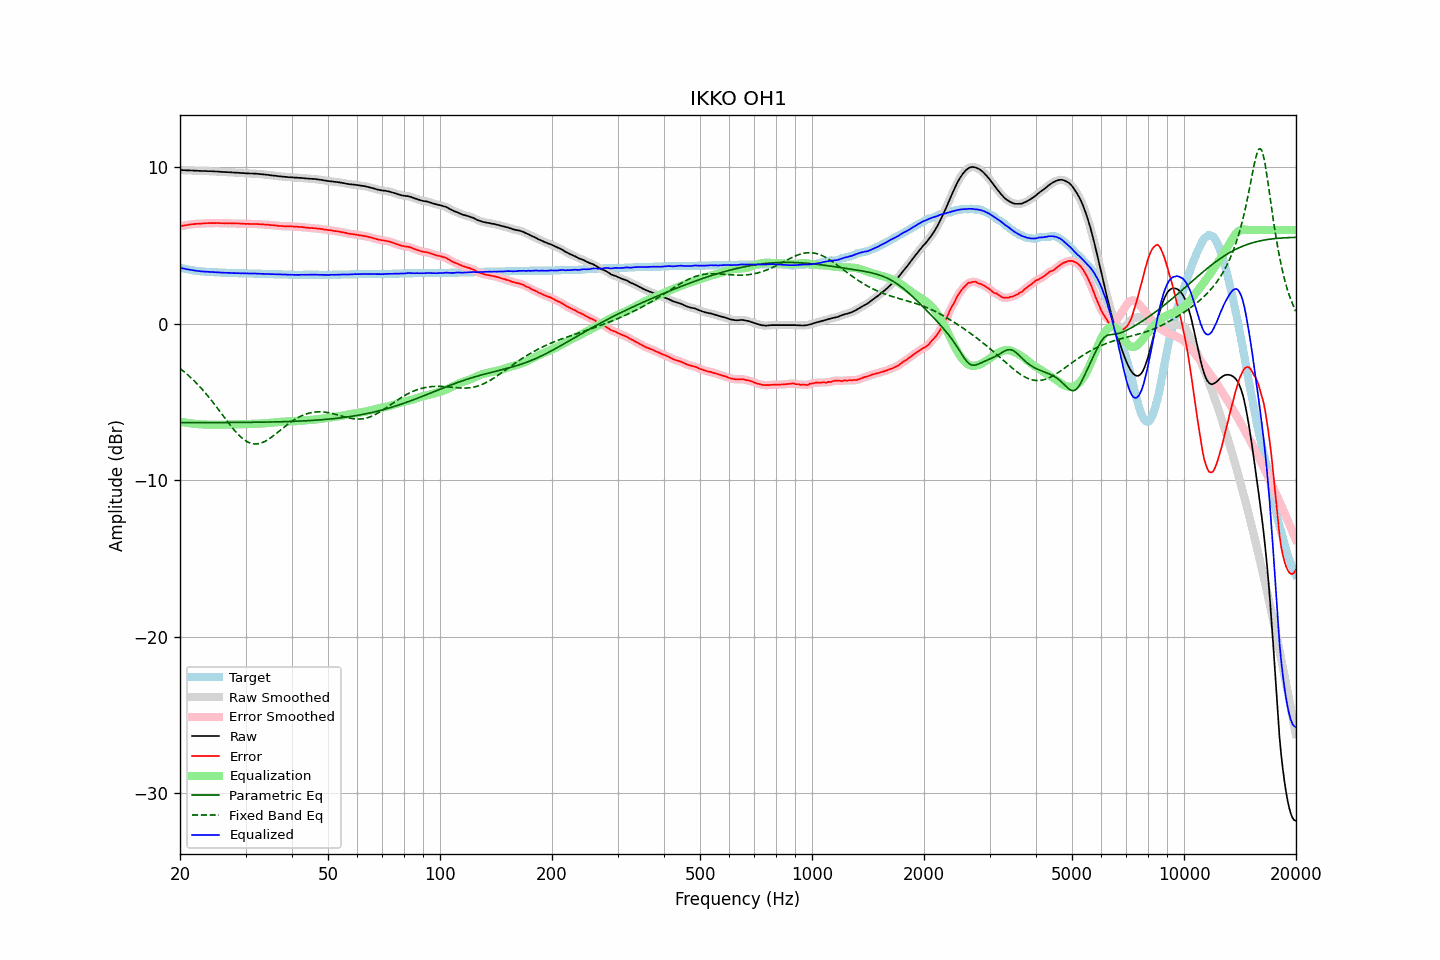 IKKO OH1
Amplitude (dBr)
10
0
−10
−20
−30
Target
Raw Smoothed
Error Smoothed
Raw
Error
Equalization
Parametric Eq
Fixed Band Eq
Equalized
20 50 100 200 500 1000 2000 5000 10000 20000
Frequency (Hz)